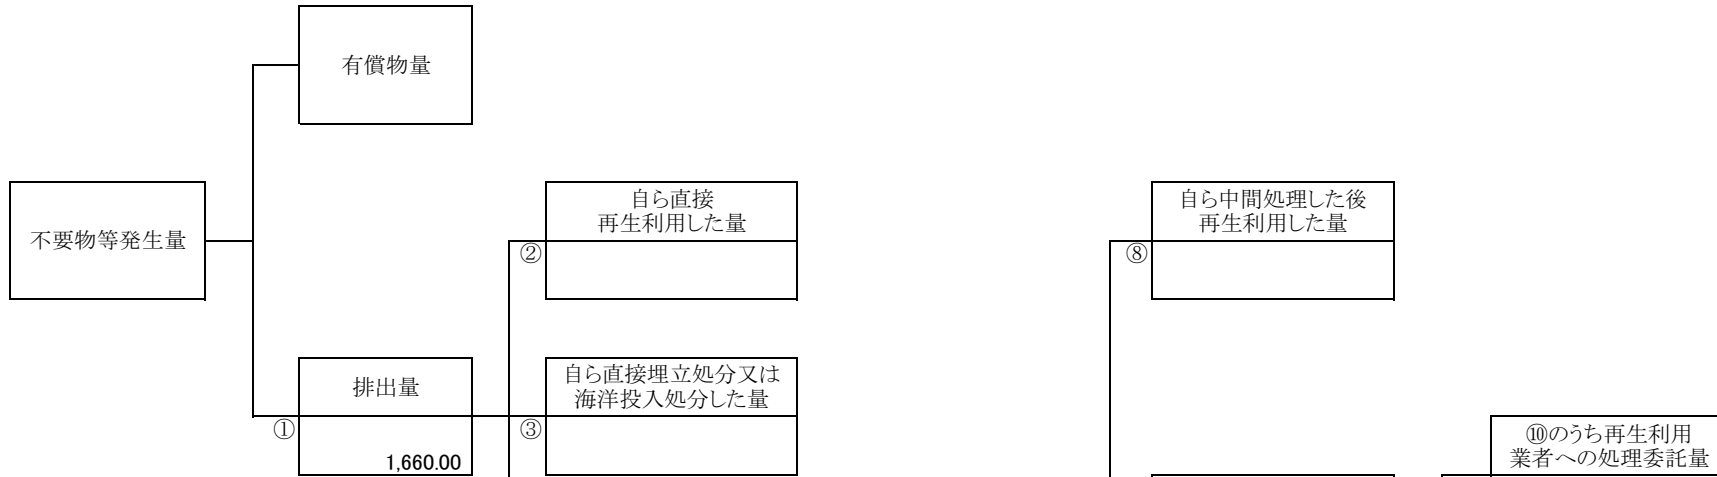 有償物量
不要物等発生量
自ら直接
再生利用した量
②
自ら中間処理した後
再生利用した量
⑧
排出量
①
1,660.00
自ら直接埋立処分又は
海洋投入処分した量
③
⑩のうち再生利用
業者への処理委託量